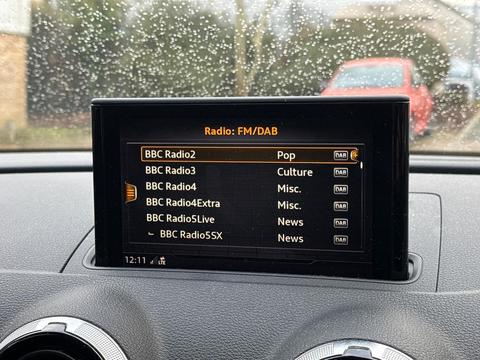 Radio: FM/DAB
BBC Radio2 Pop DAB
BBC Radio3 Culture DAB
BBC Radio4 Misc. DAB
BBC Radio4Extra Misc. DAB
BBC Radio5Live News DAB
BBC Radio5SX News DAB
12:11 LTE